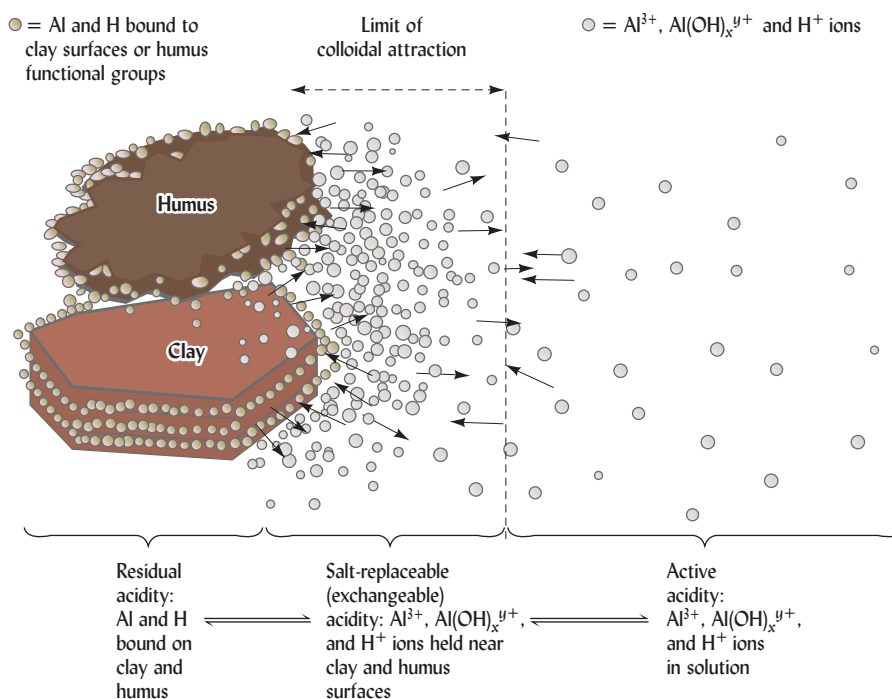 = Al and H bound to
clay surfaces or humus
functional groups
Limit of
colloidal attraction
= Al³⁺, Al(OH)ₓʸ⁺ and H⁺ ions
Humus
Clay
Residual
acidity:
Al and H
bound on
clay and
humus
Salt-replaceable
(exchangeable)
acidity: Al³⁺, Al(OH)ₓʸ⁺,
and H⁺ ions held near
clay and humus
surfaces
Active
acidity:
Al³⁺, Al(OH)ₓʸ⁺,
and H⁺ ions
in solution